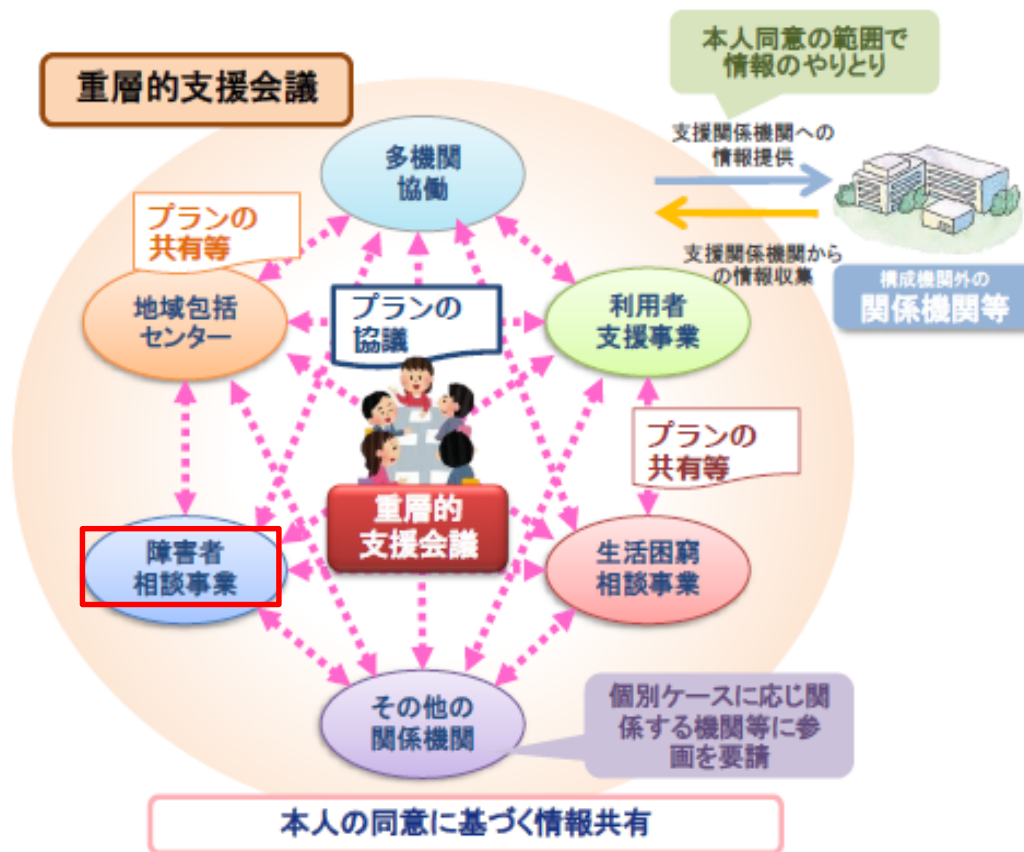 重層的支援会議
本人同意の範囲で
情報のやりとり
支援関係機関への
情報提供
支援関係機関から
の情報収集
構成機関外の
関係機関等
多機関
協働
プランの
共有等
地域包括
センター
プランの
協議
利用者
支援事業
プランの
共有等
重層的
支援会議
障害者
相談事業
生活困窮
相談事業
その他の
関係機関
個別ケースに応じ関
係する機関等に参
画を要請
本人の同意に基づく情報共有